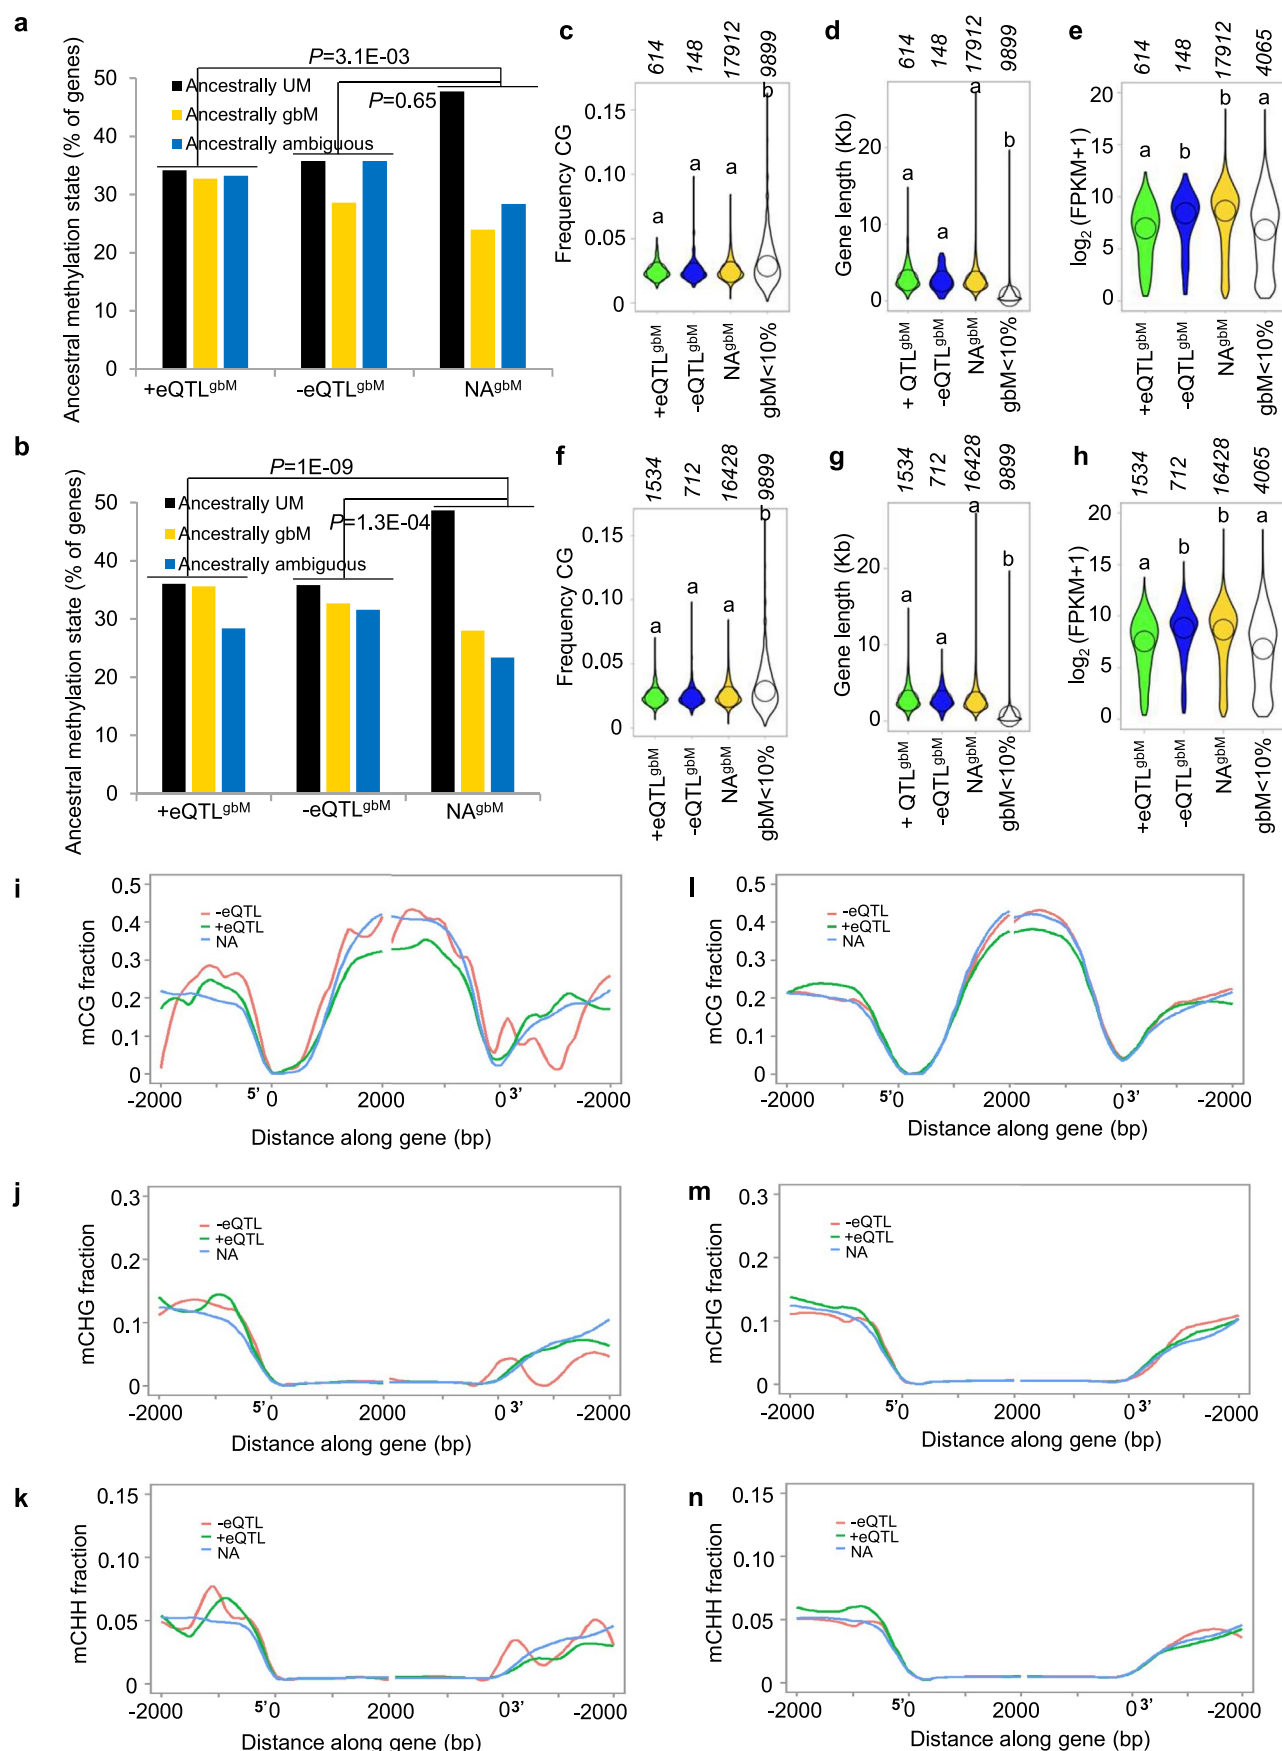 a
Ancestral methylation state (% of genes)
P=3.1E-03
P=0.65
Ancestrally UM
Ancestrally gbM
Ancestrally ambiguous
50
40
30
20
10
0
+eQTLgbM
-eQTLgbM
NAgbM
c
614
148
17912
9899
Frequency CG
0.15
0.10
0.05
0
a
a
a
b
+eQTLgbM
-eQTLgbM
NAgbM
gbM<10%
d
614
148
17912
9899
Gene length (Kb)
20
10
0
a
a
a
b
+ QTLgbM
-eQTLgbM
NAgbM
gbM<10%
e
614
148
17912
4065
log2 (FPKM+1)
20
15
10
5
0
a
b
b
a
+eQTLgbM
-eQTLgbM
NAgbM
gbM<10%
b
Ancestral methylation state (% of genes)
P=1E-09
P=1.3E-04
Ancestrally UM
Ancestrally gbM
Ancestrally ambiguous
50
40
30
20
10
0
+eQTLgbM
-eQTLgbM
NAgbM
f
1534
712
16428
9899
Frequency CG
0.15
0.10
0.05
0
a
a
a
b
+eQTLgbM
-eQTLgbM
NAgbM
gbM<10%
g
1534
712
16428
9899
Gene length (Kb)
20
10
0
a
a
a
b
+ QTLgbM
-eQTLgbM
NAgbM
gbM<10%
h
1534
712
16428
4065
log2 (FPKM+1)
20
15
10
5
0
a
b
b
a
+eQTLgbM
-eQTLgbM
NAgbM
gbM<10%
i
mCG fraction
0.5
0.4
0.3
0.2
0.1
0
-eQTL
+eQTL
NA
-2000 5' 0 2000 0 3' -2000
Distance along gene (bp)
l
mCG fraction
0.5
0.4
0.3
0.2
0.1
0
-eQTL
+eQTL
NA
-2000 5' 0 2000 0 3' -2000
Distance along gene (bp)
j
mCHG fraction
0.3
0.2
0.1
0
-eQTL
+eQTL
NA
-2000 5' 0 2000 0 3' -2000
Distance along gene (bp)
m
mCHG fraction
0.3
0.2
0.1
0
-eQTL
+eQTL
NA
-2000 5' 0 2000 0 3' -2000
Distance along gene (bp)
k
mCHH fraction
0.15
0.10
0.05
0
-eQTL
+eQTL
NA
-2000 5' 0 2000 0 3' -2000
Distance along gene (bp)
n
mCHH fraction
0.15
0.10
0.05
0
-eQTL
+eQTL
NA
-2000 5' 0 2000 0 3' -2000
Distance along gene (bp)